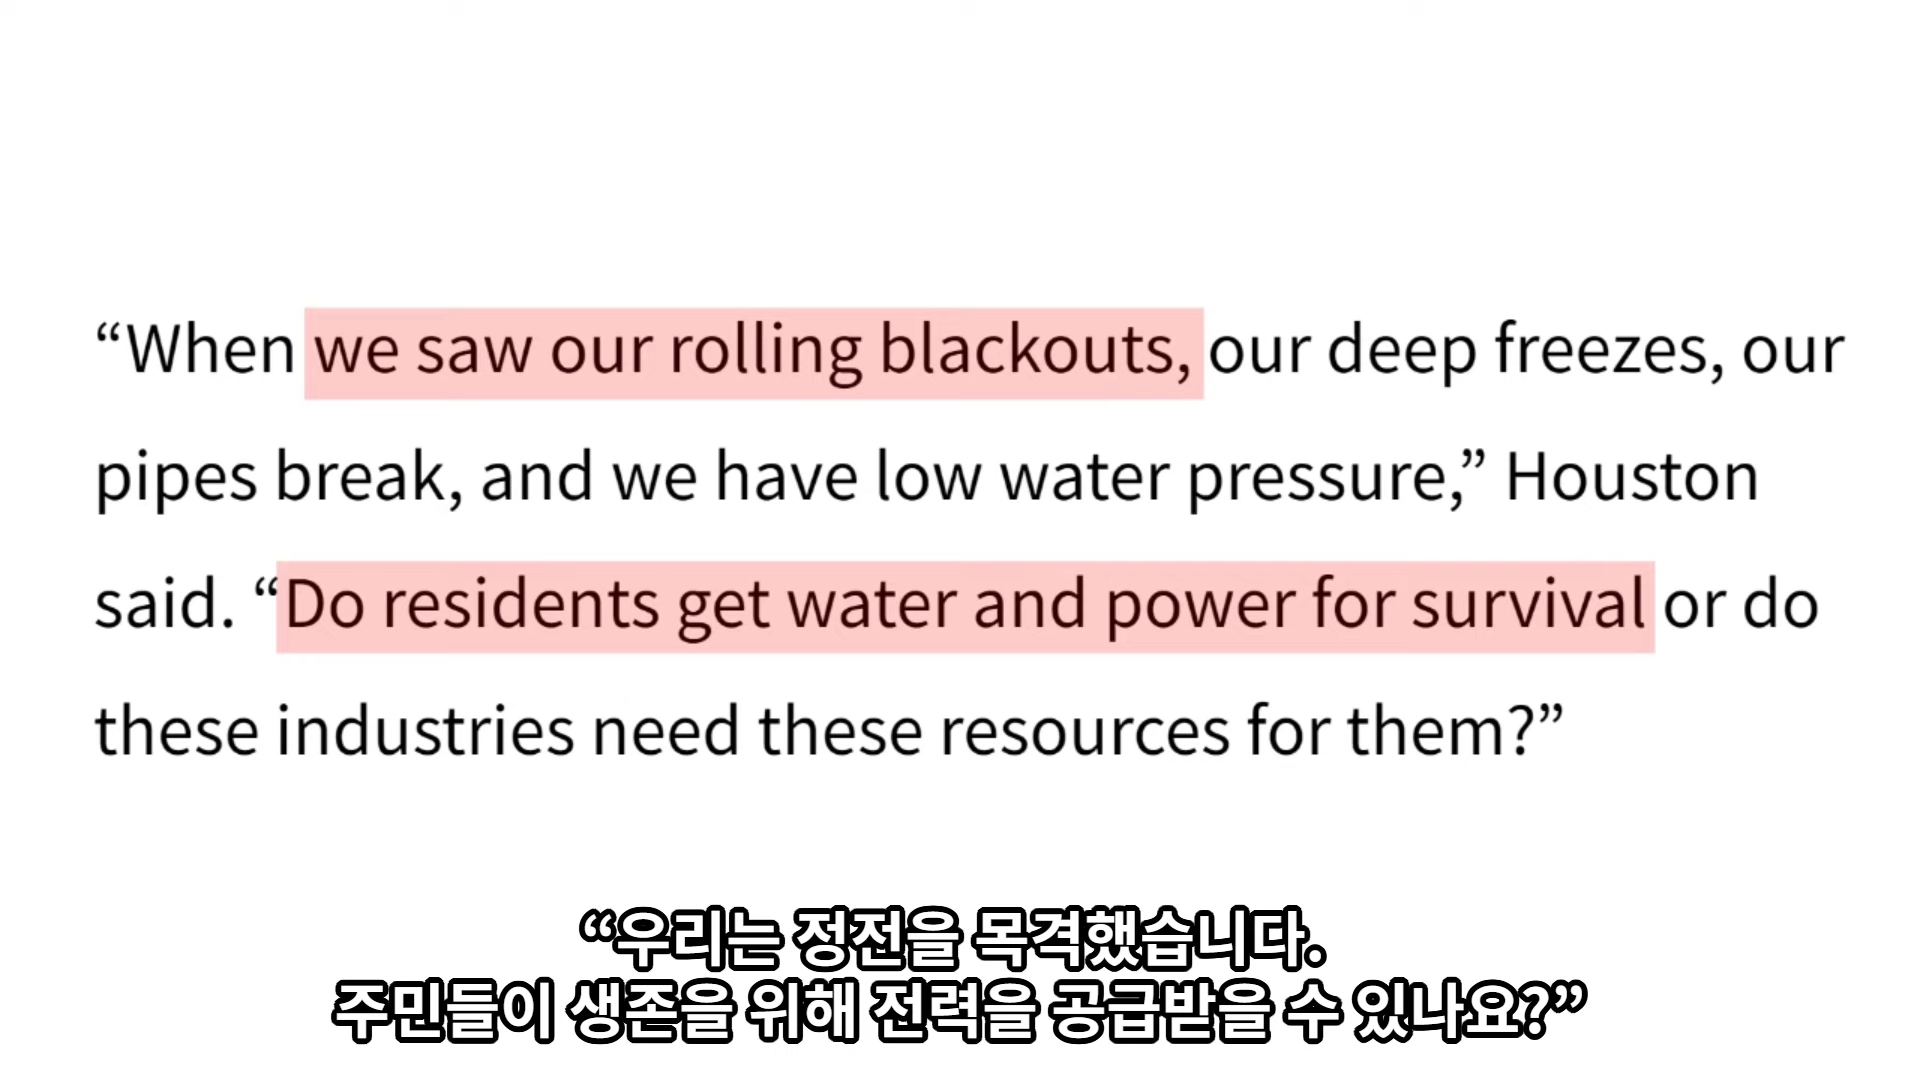 “When we saw our rolling blackouts, our deep freezes, our
pipes break, and we have low water pressure,” Houston
said. “Do residents get water and power for survival or do
these industries need these resources for them?”
“우리는 정전을 목격했습니다.
주민들이 생존을 위해 전력을 공급받을 수 있나요?”